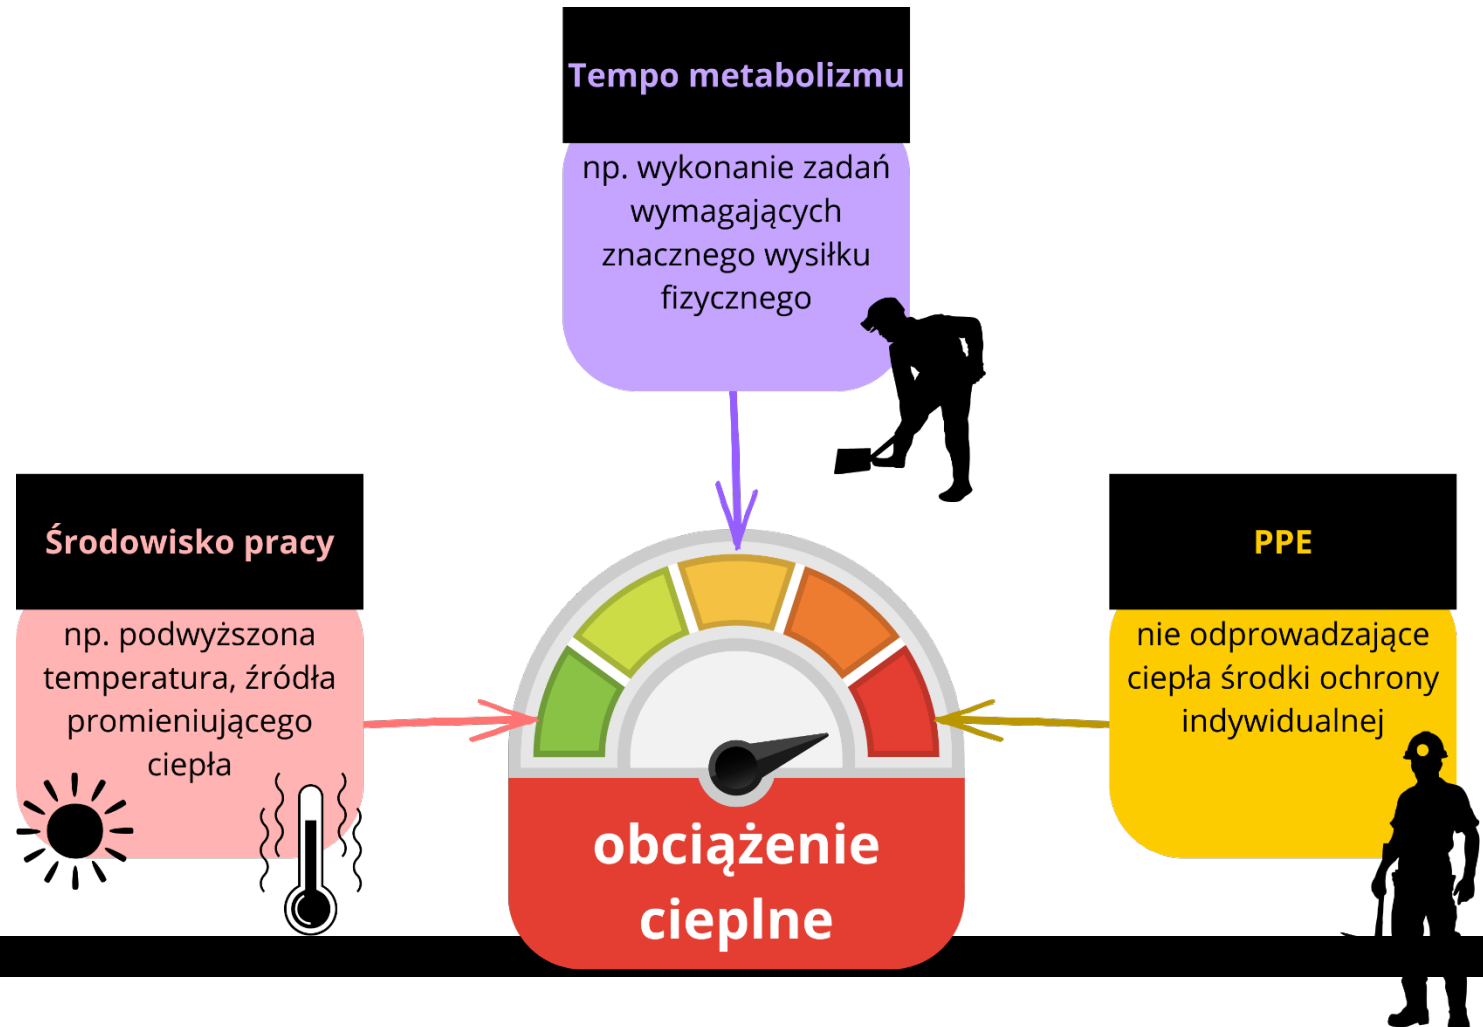 Tempo metabolizmu
np. wykonanie zadań
wymagających
znacznego wysiłku
fizycznego
Środowisko pracy
np. podwyższona
temperatura, źródła
promieniującego
ciepła
PPE
nie odprowadzające
ciepła środki ochrony
indywidualnej
obciążenie
cieplne